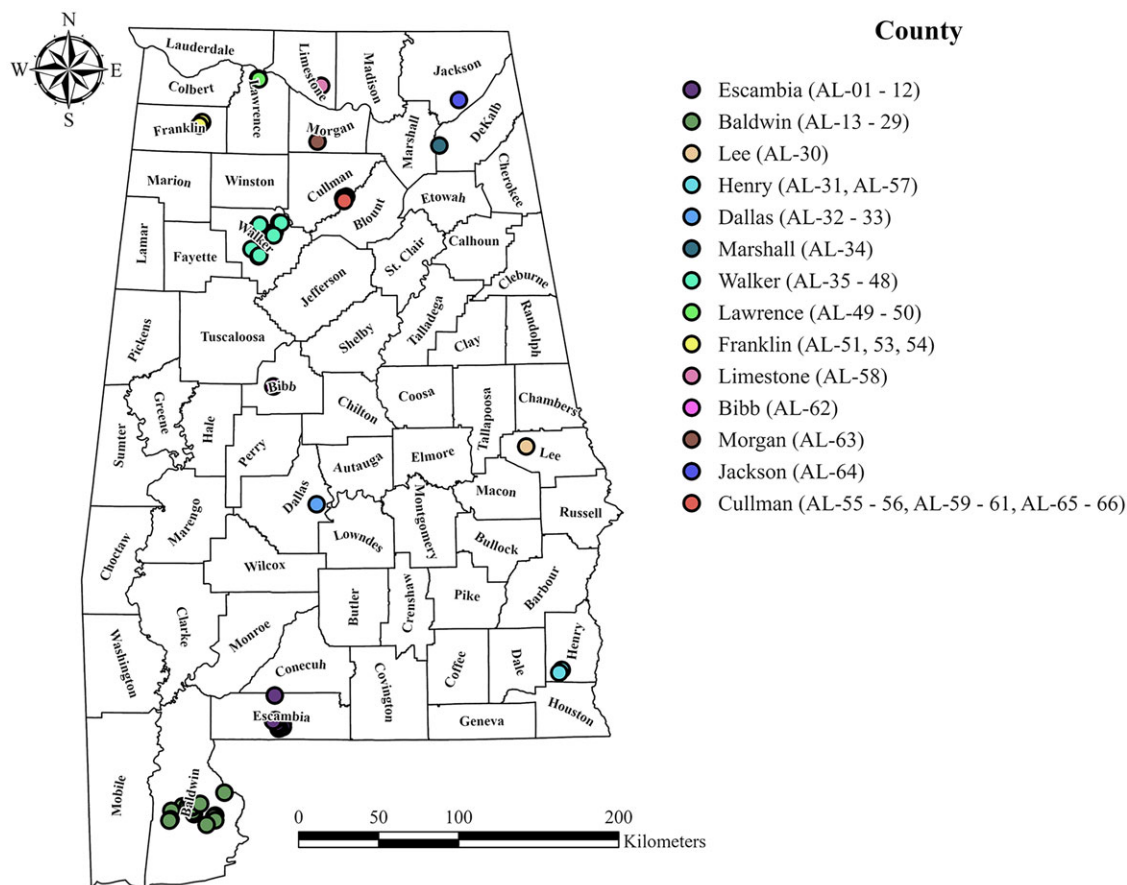 N
County
Lauderdale
Limestone
Madison
Jackson
W
E
Colbert
Lawrence
S
Franklin
Morgan
Marshall
DeKalb
Cherokee
Marion
Winston
Cullman
Etowah
Blount
Lamar
Fayette
Walker
St. Clair
Calhoun
Jefferson
Cleburne
Pickens
Tuscaloosa
Shelby
Talladega
Clay
Randolph
Bibb
Greene
Hale
Chilton
Coosa
Tallapoosa
Chambers
Sumter
Perry
Autauga
Elmore
Lee
Marengo
Dallas
Montgomery
Macon
Russell
Choctaw
Lowndes
Bullock
Wilcox
Barbour
Clarke
Butler
Crenshaw
Pike
Washington
Monroe
Henry
Conecuh
Covington
Coffee
Dale
Escambia
Geneva
Houston
Mobile
Baldwin
0 50 100 200
Kilometers
Escambia (AL-01 - 12)
Baldwin (AL-13 - 29)
Lee (AL-30)
Henry (AL-31, AL-57)
Dallas (AL-32 - 33)
Marshall (AL-34)
Walker (AL-35 - 48)
Lawrence (AL-49 - 50)
Franklin (AL-51, 53, 54)
Limestone (AL-58)
Bibb (AL-62)
Morgan (AL-63)
Jackson (AL-64)
Cullman (AL-55 - 56, AL-59 - 61, AL-65 - 66)